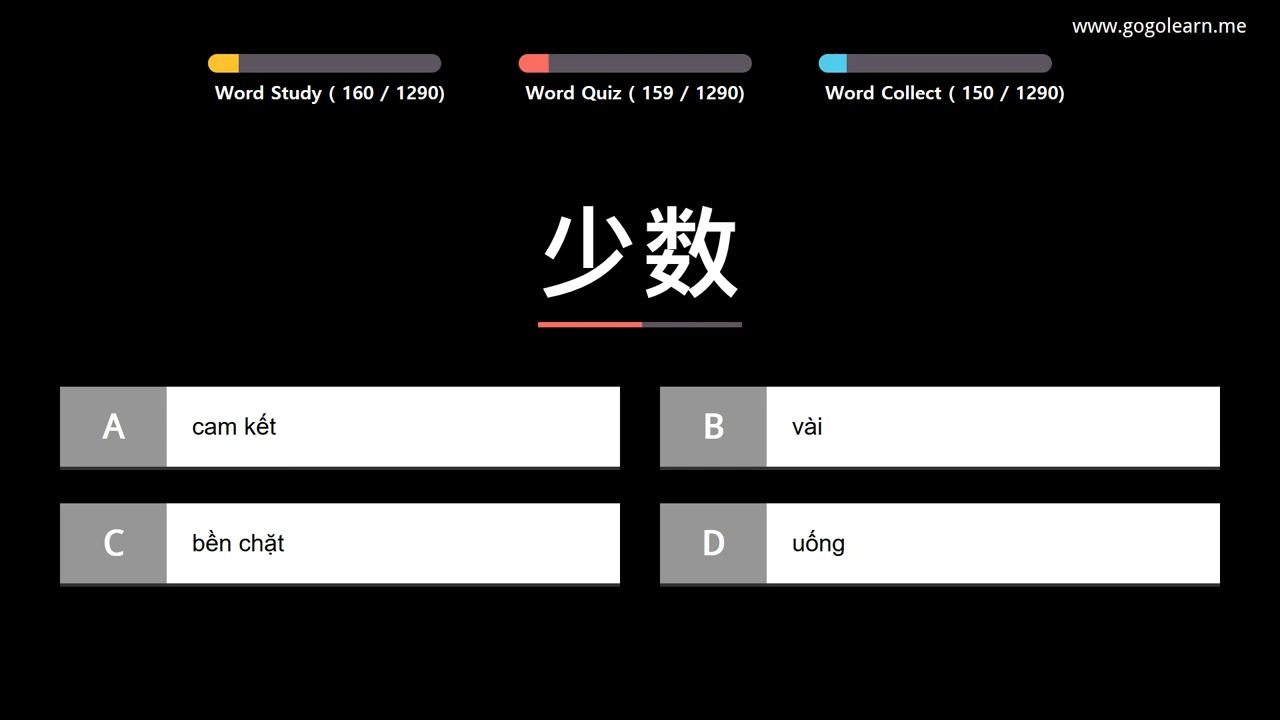 www.gogolearn.me
Word Study ( 160 / 1290)
Word Quiz ( 159 / 1290)
Word Collect ( 150 / 1290)
少数
A cam kết
B vài
C bền chặt
D uống